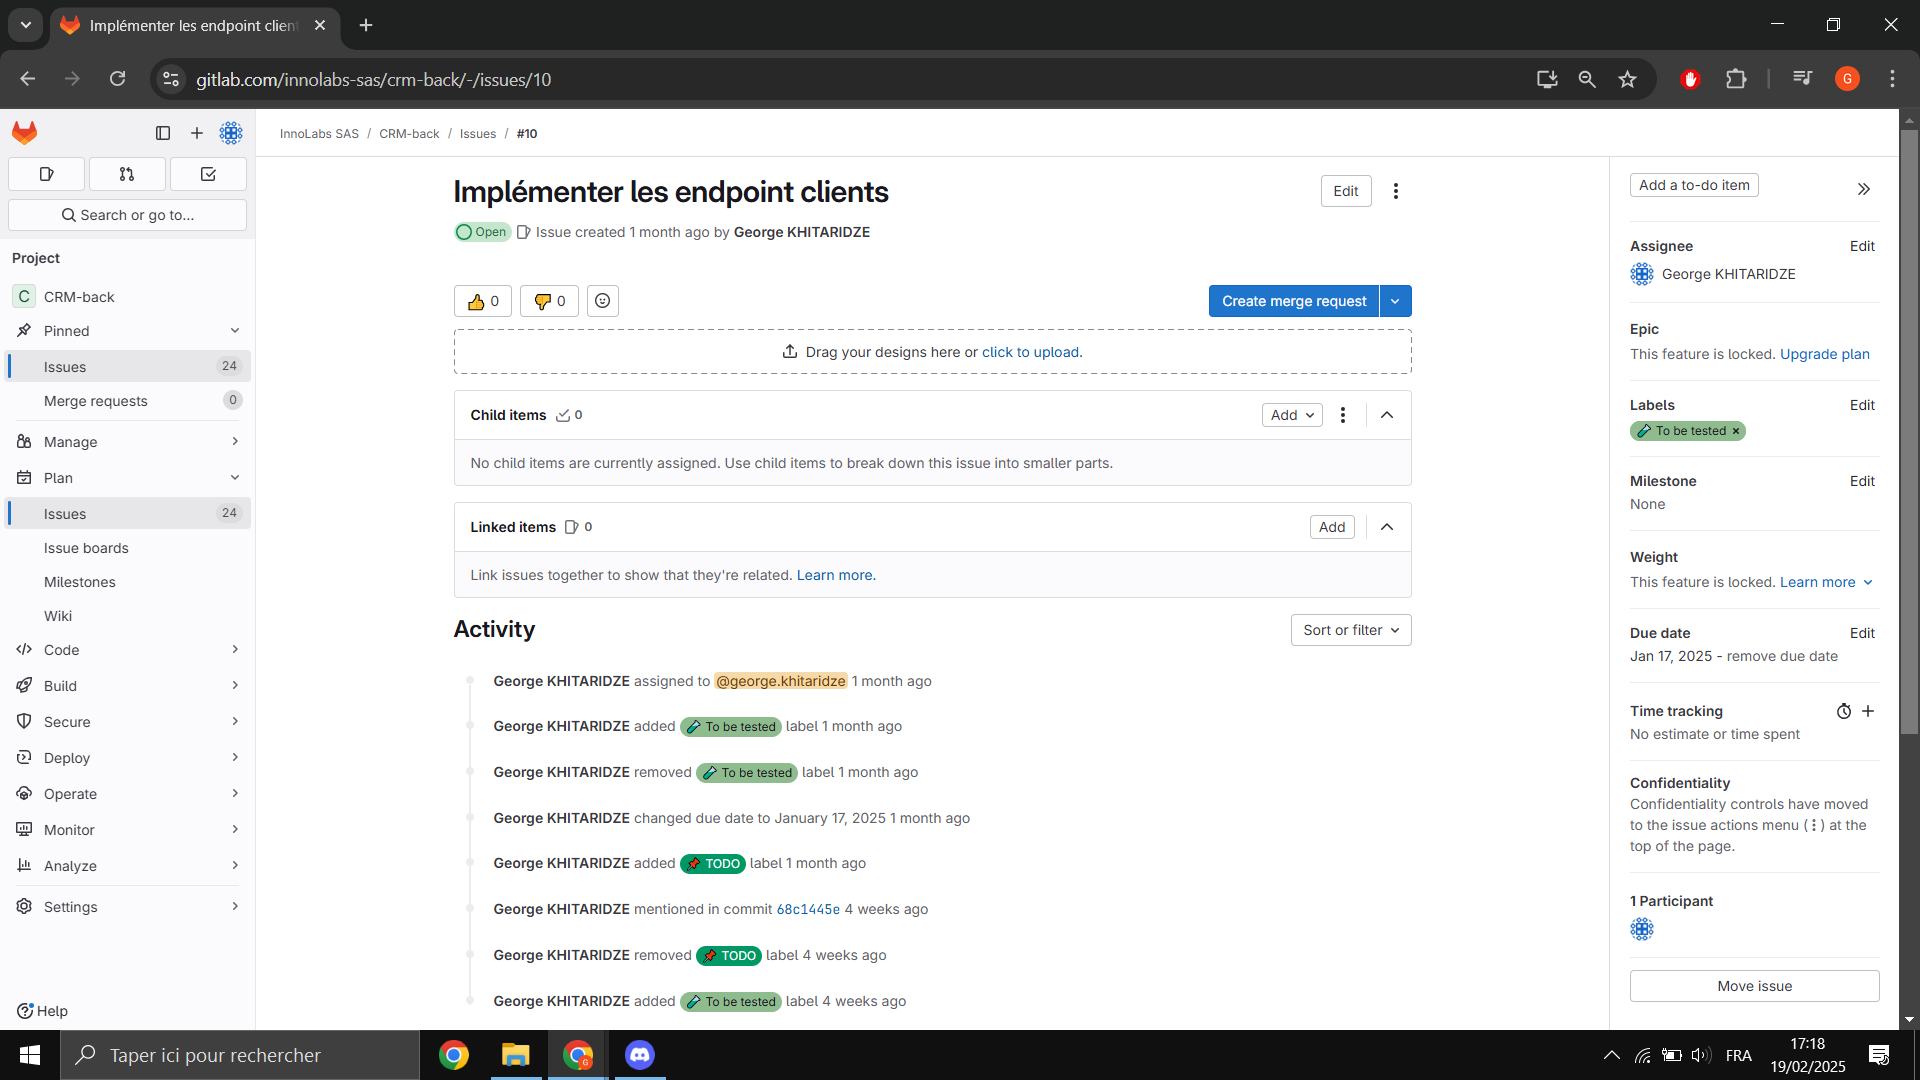 Implémenter les endpoint clien
gitlab.com/innolabs-sas/crm-back/-/issues/10
G
InnoLabs SAS / CRM-back / Issues / #10
Search or go to...
Project
C CRM-back
Pinned
Issues 24
Merge requests 0
Manage
Plan
Issues 24
Issue boards
Milestones
Wiki
Code
Build
Secure
Deploy
Operate
Monitor
Analyze
Settings
Help
Implémenter les endpoint clients
Edit
Open Issue created 1 month ago by George KHITARIDZE
0 0
Create merge request
Drag your designs here or click to upload.
Child items 0
Add
No child items are currently assigned. Use child items to break down this issue into smaller parts.
Linked items 0
Add
Link issues together to show that they're related. Learn more.
Activity
Sort or filter
George KHITARIDZE assigned to @george.khitaridze 1 month ago
George KHITARIDZE added To be tested label 1 month ago
George KHITARIDZE removed To be tested label 1 month ago
George KHITARIDZE changed due date to January 17, 2025 1 month ago
George KHITARIDZE added TODO label 1 month ago
George KHITARIDZE mentioned in commit 68c1445e 4 weeks ago
George KHITARIDZE removed TODO label 4 weeks ago
George KHITARIDZE added To be tested label 4 weeks ago
Add a to-do item
Assignee Edit
George KHITARIDZE
Epic
This feature is locked. Upgrade plan
Labels Edit
To be tested ×
Milestone Edit
None
Weight
This feature is locked. Learn more
Due date Edit
Jan 17, 2025 - remove due date
Time tracking
No estimate or time spent
Confidentiality
Confidentiality controls have moved
to the issue actions menu (⋮) at the
top of the page.
1 Participant
Move issue
Taper ici pour rechercher
G
FRA
17:18
19/02/2025